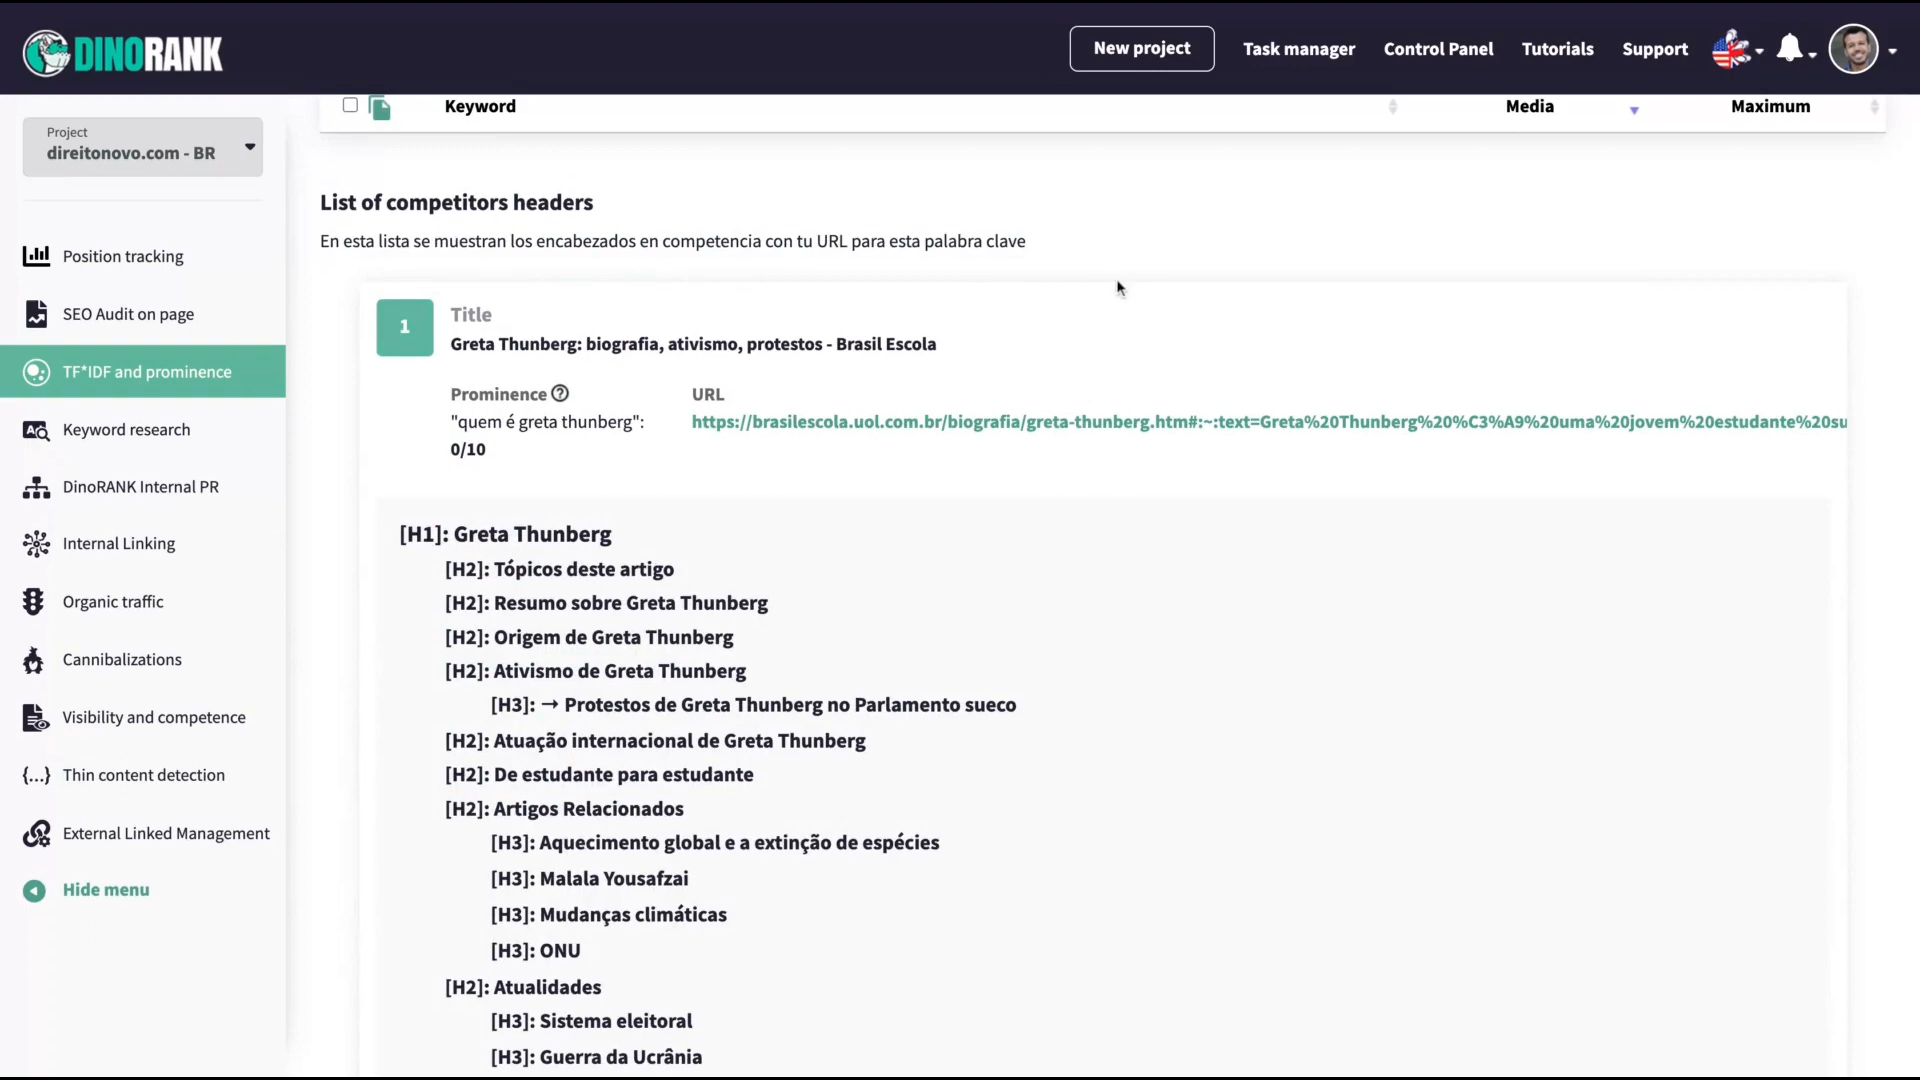 DINORANK
New project
Task manager
Control Panel
Tutorials
Support
Project
direitonovo.com - BR
Position tracking
SEO Audit on page
TF*IDF and prominence
Keyword research
DinoRANK Internal PR
Internal Linking
Organic traffic
Cannibalizations
Visibility and competence
{...} Thin content detection
External Linked Management
Hide menu
Keyword
Media
Maximum
List of competitors headers
En esta lista se muestran los encabezados en competencia con tu URL para esta palabra clave
1
Title
Greta Thunberg: biografia, ativismo, protestos - Brasil Escola
Prominence ?
"quem é greta thunberg":
0/10
URL
https://brasilescola.uol.com.br/biografia/greta-thunberg.htm#:~:text=Greta%20Thunberg%20%C3%A9%20uma%20jovem%20estudante%20su
[H1]: Greta Thunberg
[H2]: Tópicos deste artigo
[H2]: Resumo sobre Greta Thunberg
[H2]: Origem de Greta Thunberg
[H2]: Ativismo de Greta Thunberg
[H3]: → Protestos de Greta Thunberg no Parlamento sueco
[H2]: Atuação internacional de Greta Thunberg
[H2]: De estudante para estudante
[H2]: Artigos Relacionados
[H3]: Aquecimento global e a extinção de espécies
[H3]: Malala Yousafzai
[H3]: Mudanças climáticas
[H3]: ONU
[H2]: Atualidades
[H3]: Sistema eleitoral
[H3]: Guerra da Ucrânia